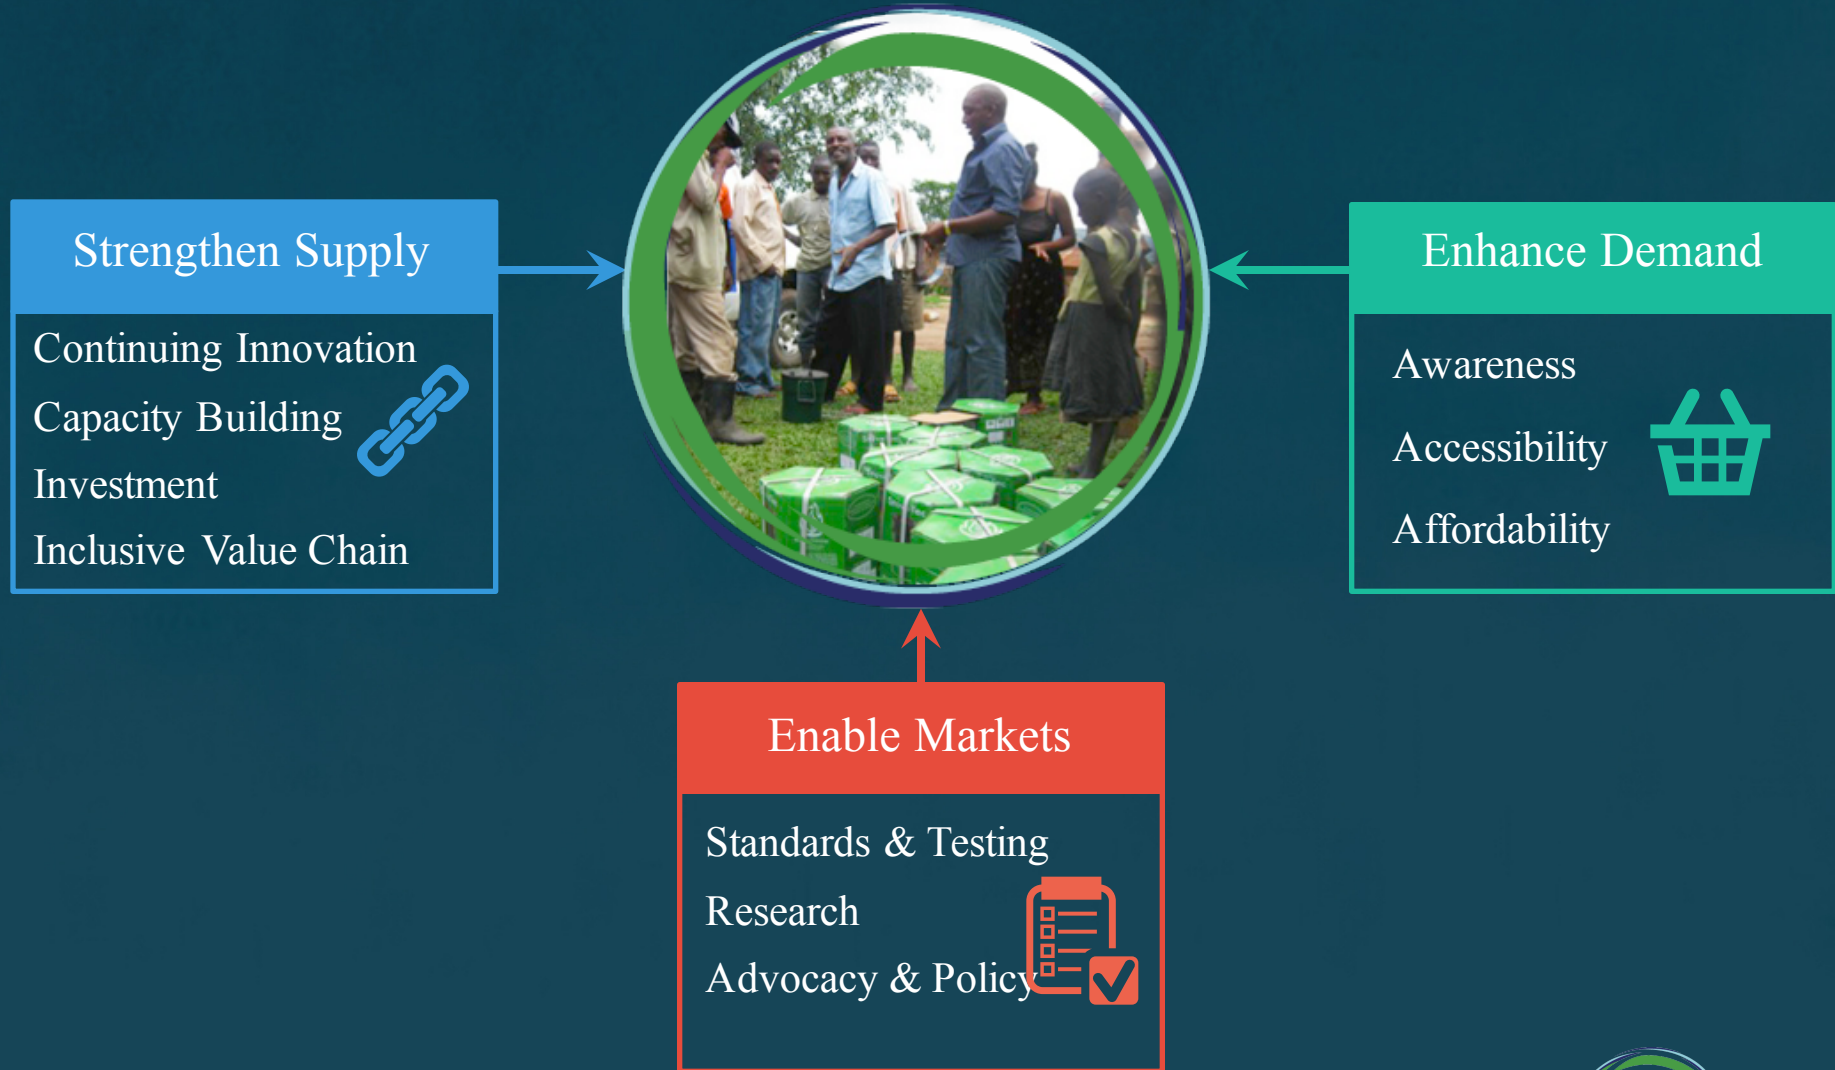 Strengthen Supply
Continuing Innovation
Capacity Building
Investment
Inclusive Value Chain
Enhance Demand
Awareness
Accessibility
Affordability
Enable Markets
Standards & Testing
Research
Advocacy & Policy